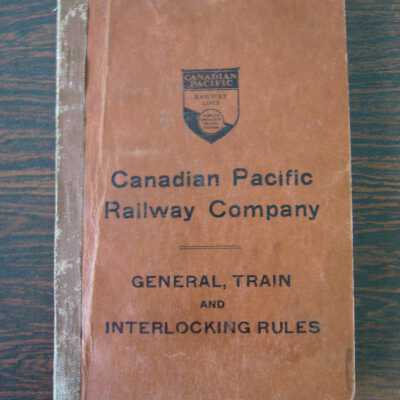 CANADIAN
PACIFIC
RAILWAY
LINES
Canadian Pacific
Railway Company
GENERAL, TRAIN
AND
INTERLOCKING RULES